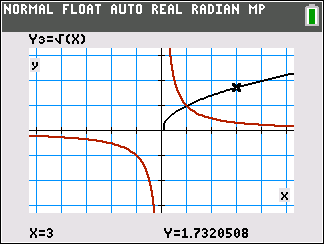 NORMAL FLOAT AUTO REAL RADIAN MP
Y3=√(X)
y
x
X=3 Y=1.7320508